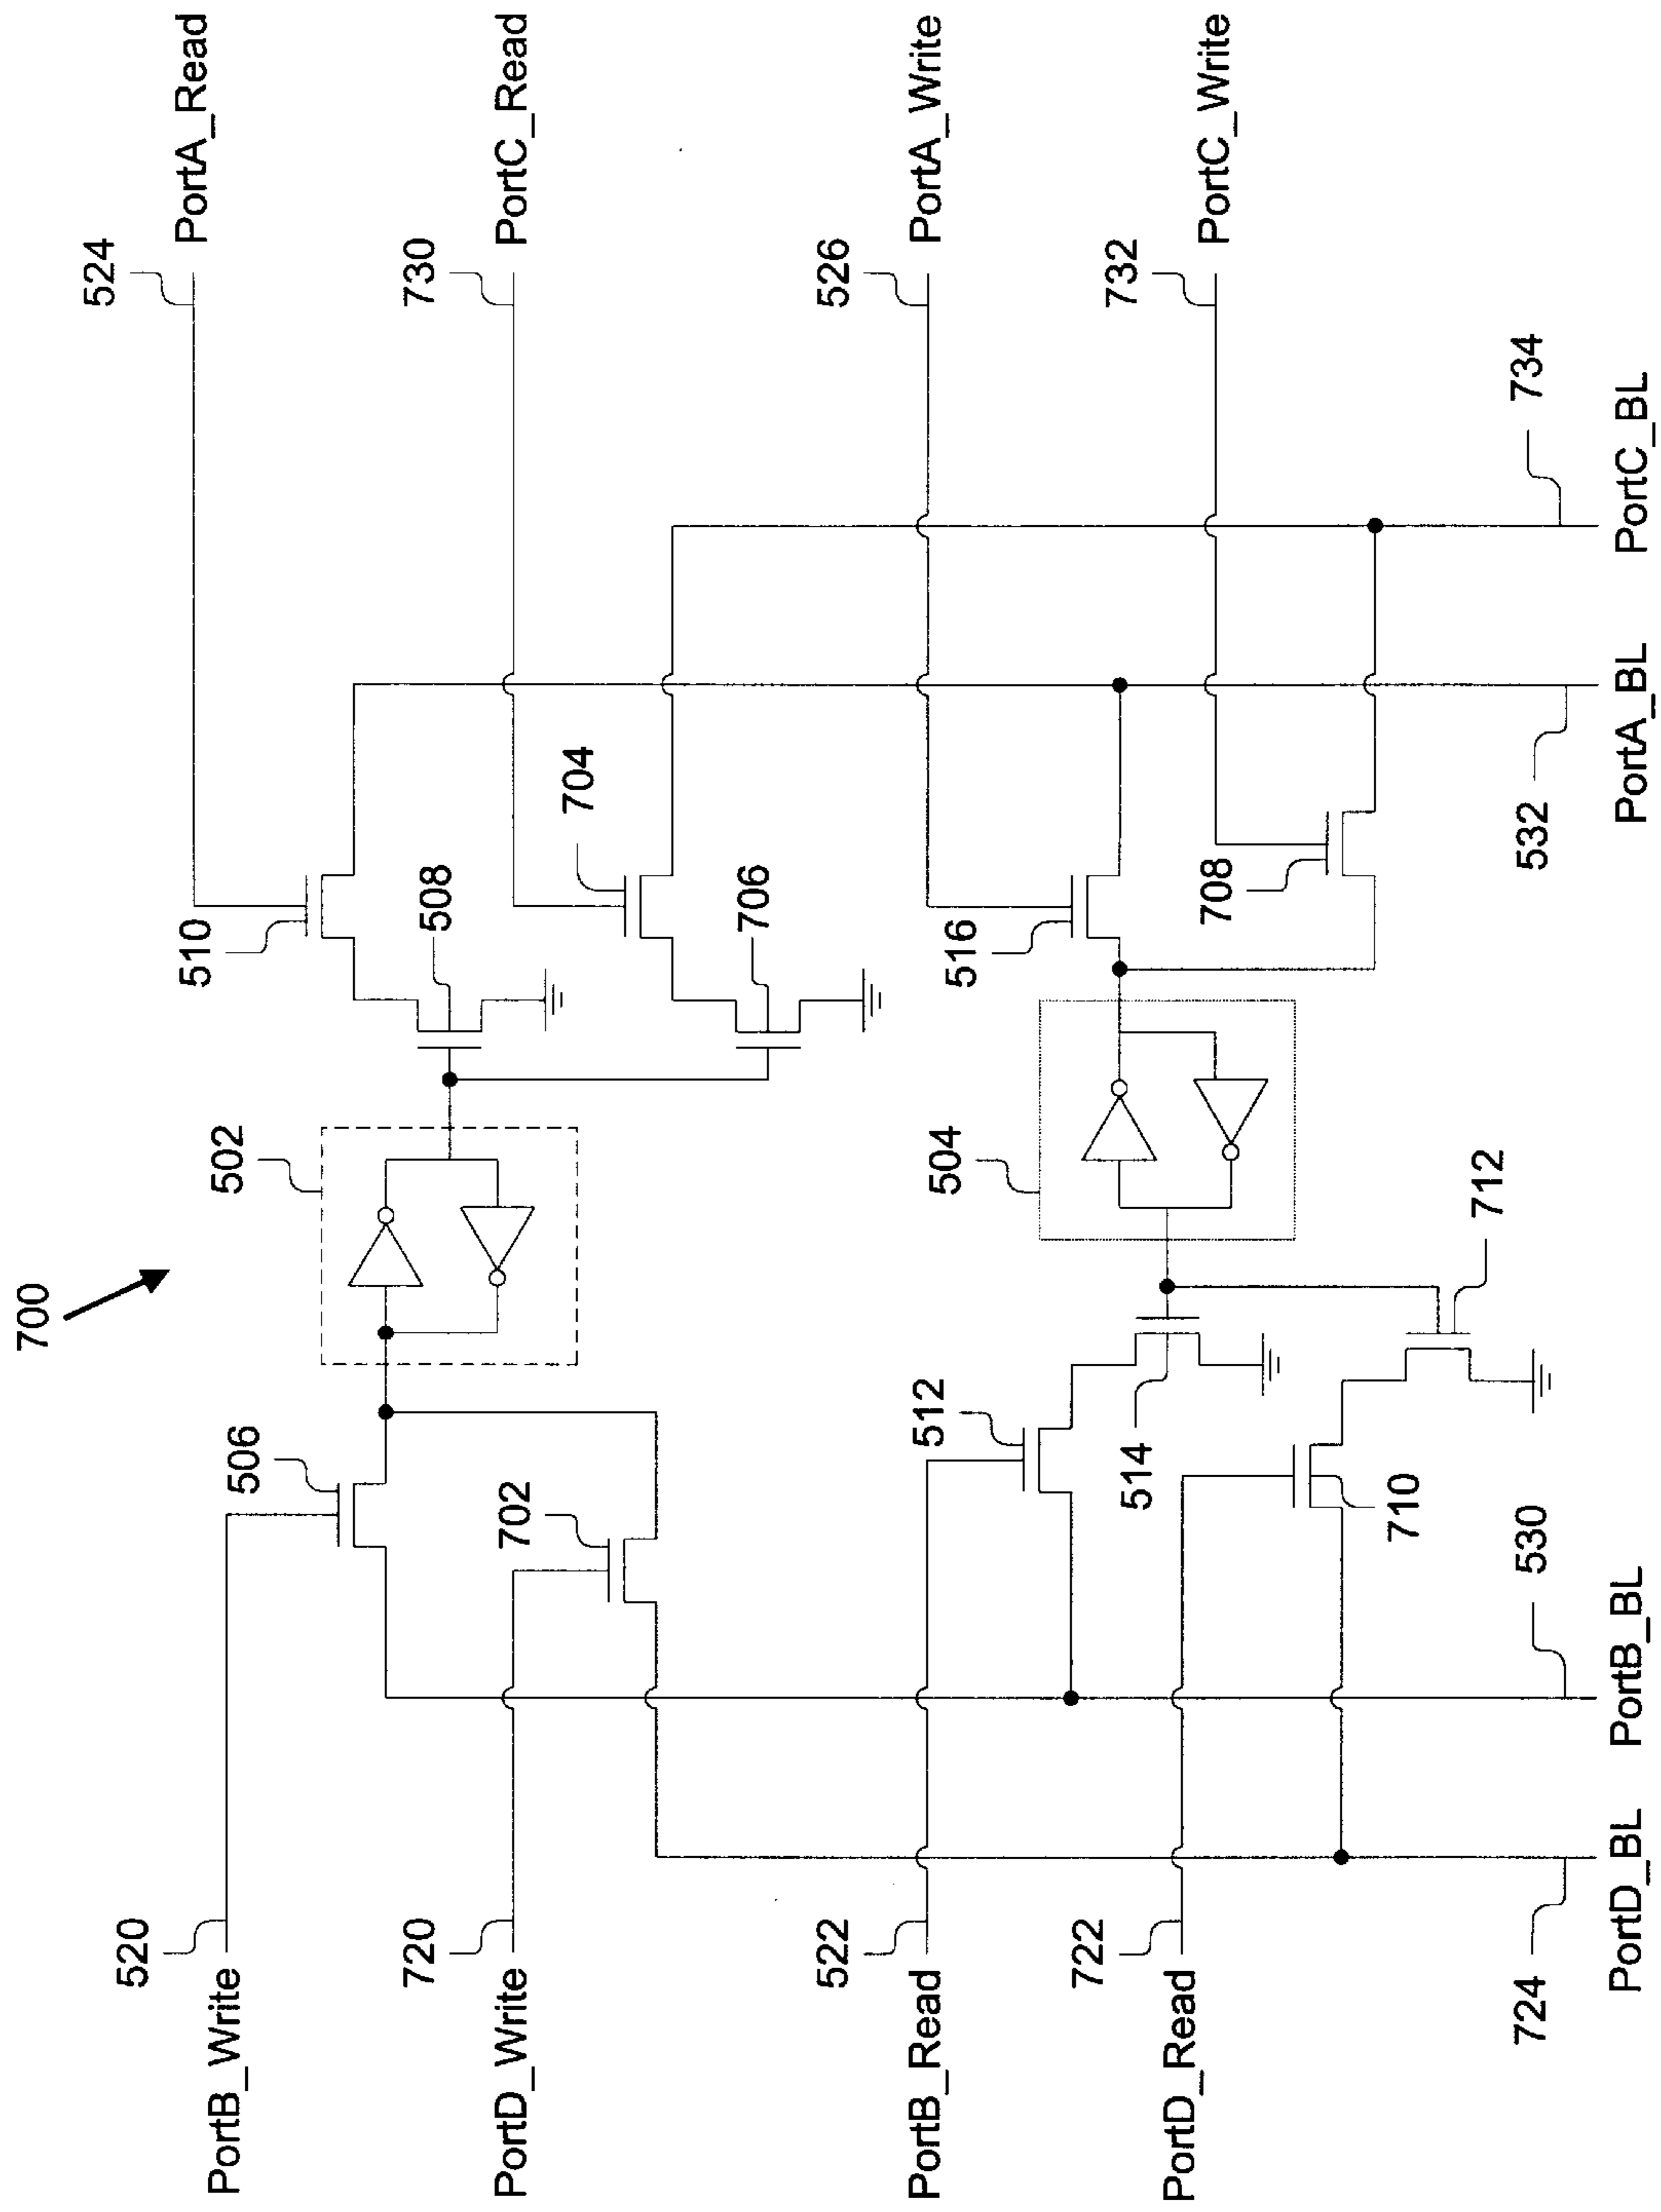 700
520
PortB_Write
506
502
510
524
PortA_Read
508
720
PortD_Write
702
704
730
PortC_Read
706
522
PortB_Read
512
504
516
526
PortA_Write
514
722
PortD_Read
710
712
708
732
PortC_Write
724
530
532
734
PortD_BL
PortB_BL
PortA_BL
PortC_BL